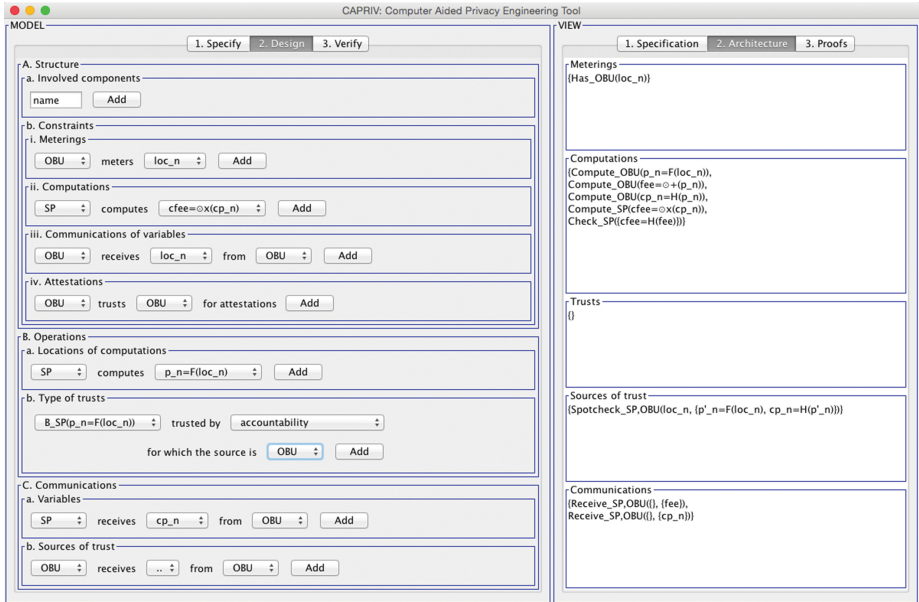 CAPRIV: Computer Aided Privacy Engineering Tool
MODEL
1. Specify 2. Design 3. Verify
A. Structure
a. Involved components
name Add
b. Constraints
i. Meterings
OBU meters loc_n Add
ii. Computations
SP computes cfee=⊙x(cp_n) Add
iii. Communications of variables
OBU receives loc_n from OBU Add
iv. Attestations
OBU trusts OBU for attestations Add
B. Operations
a. Locations of computations
SP computes p_n=F(loc_n) Add
b. Type of trusts
B_SP(p_n=F(loc_n)) trusted by accountability
for which the source is OBU Add
C. Communications
a. Variables
SP receives cp_n from OBU Add
b. Sources of trust
OBU receives .. from OBU Add
VIEW
1. Specification 2. Architecture 3. Proofs
Meterings
{Has_OBU(loc_n)}
Computations
{Compute_OBU(p_n=F(loc_n)),
Compute_OBU(fee=⊙+(p_n)),
Compute_OBU(cp_n=H(p_n)),
Compute_SP(cfee=⊙x(cp_n)),
Check_SP({cfee=H(fee)})}
Trusts
{}
Sources of trust
{Spotcheck_SP,OBU(loc_n, {p'_n=F(loc_n), cp_n=H(p'_n)})}
Communications
{Receive_SP,OBU({}, {fee}),
Receive_SP,OBU({}, {cp_n})}